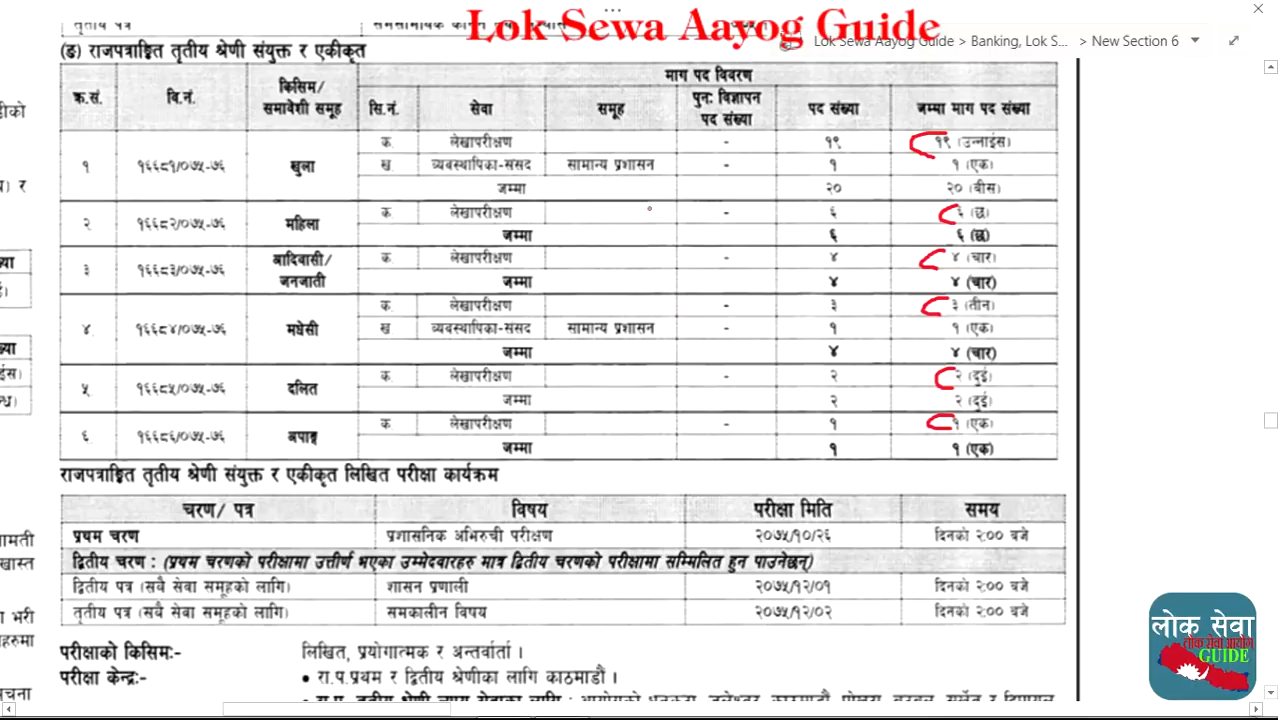 तृतीय पत्र
Lok Sewa Aayog Guide
Lok Sewa Aayog Guide > Banking, Lok S... > New Section 6
(ङ) राजपत्राङ्कित तृतीय श्रेणी संयुक्त र एकीकृत
क्र.सं. वि.नं. किसिम/ समावेशी समूह माग पद विवरण
सि.नं. सेवा समूह पुन: विज्ञापन पद संख्या पद संख्या जम्मा माग पद संख्या
१ १६६८१/०७५-७६ खुला क. लेखापरीक्षण - १९ १९ (उन्नाईस)
ख. व्यवस्थापिका-संसद सामान्य प्रशासन - १ १ (एक)
जम्मा २० २० (बीस)
२ १६६८२/०७५-७६ महिला क. लेखापरीक्षण - ६ ६ (छ)
जम्मा ६ ६ (छ)
३ १६६८३/०७५-७६ आदिवासी/ जनजाती क. लेखापरीक्षण - ४ ४ (चार)
जम्मा ४ ४ (चार)
४ १६६८४/०७५-७६ मधेसी क. लेखापरीक्षण - ३ ३ (तीन)
ख. व्यवस्थापिका-संसद सामान्य प्रशासन - १ १ (एक)
जम्मा ४ ४ (चार)
५ १६६८५/०७५-७६ दलित क. लेखापरीक्षण - २ २ (दुई)
जम्मा २ २ (दुई)
६ १६६८६/०७५-७६ अपाङ्ग क. लेखापरीक्षण - १ १ (एक)
जम्मा १ १ (एक)
राजपत्राङ्कित तृतीय श्रेणी संयुक्त र एकीकृत लिखित परीक्षा कार्यक्रम
चरण/ पत्र विषय परीक्षा मिति समय
प्रथम चरण प्रशासनिक अभिरुची परीक्षण २०७५/१०/२६ दिनको २:०० बजे
द्वितीय चरण : (प्रथम चरणको परीक्षामा उत्तीर्ण भएका उम्मेदवारहरु मात्र द्वितीय चरणको परीक्षामा सम्मिलित हुन पाउनेछन्)
द्वितीय पत्र (सवै सेवा समूहको लागि) शासन प्रणाली २०७५/१२/०१ दिनको २:०० बजे
तृतीय पत्र (सवै सेवा समूहको लागि) समकालीन विषय २०७५/१२/०२ दिनको २:०० बजे
परीक्षाको किसिमः- लिखित, प्रयोगात्मक र अन्तर्वार्ता ।
परीक्षा केन्द्रः- • रा.प.प्रथम र द्वितीय श्रेणीका लागि काठमाडौं ।
लोक सेवा
लोक सेवा आयोग
GUIDE